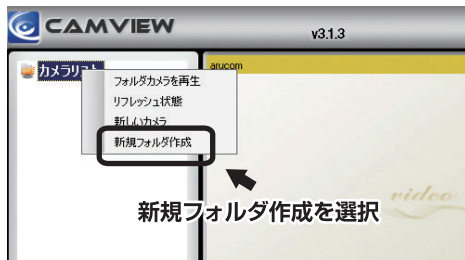 CAMVIEW
v3.1.3
カメラリスト
arucom
フォルダカメラを再生
リフレッシュ状態
新しいカメラ
新規フォルダ作成
新規フォルダ作成を選択
video